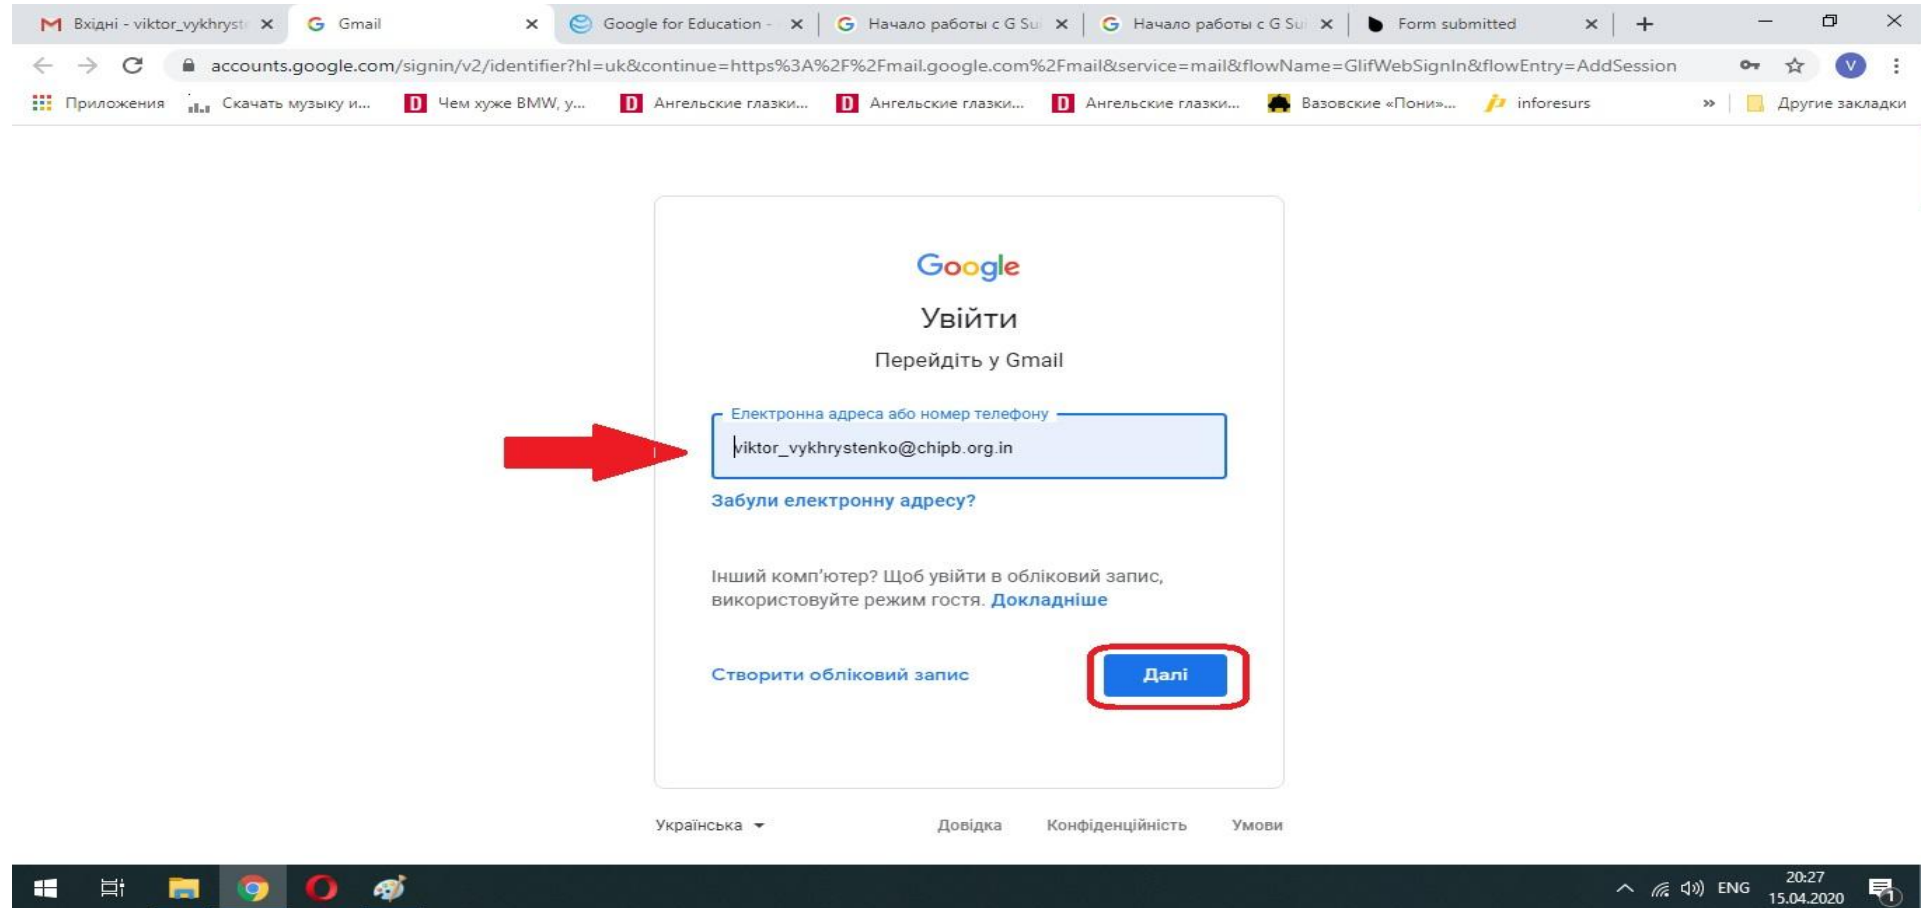 Вхідні - viktor_vykhryst
Gmail
Google for Education -
Начало работы с G Su
Начало работы с G Sui
Form submitted
accounts.google.com/signin/v2/identifier?hl=uk&continue=https%3A%2F%2Fmail.google.com%2Fmail&service=mail&flowName=GlifWebSignIn&flowEntry=AddSession
V
Приложения
Скачать музыку и...
D Чем хуже BMW, у...
D Ангельские глазки...
D Ангельские глазки...
D Ангельские глазки...
Вазовские «Пони»...
inforesurs
»
Другие закладки
Google
Увійти
Перейдіть у Gmail
Електронна адреса або номер телефону
viktor_vykhrystenko@chipb.org.in
Забули електронну адресу?
Інший комп’ютер? Щоб увійти в обліковий запис,
використовуйте режим гостя. Докладніше
Створити обліковий запис
Далі
Українська
Довідка
Конфіденційність
Умови
ENG
20:27
15.04.2020
1